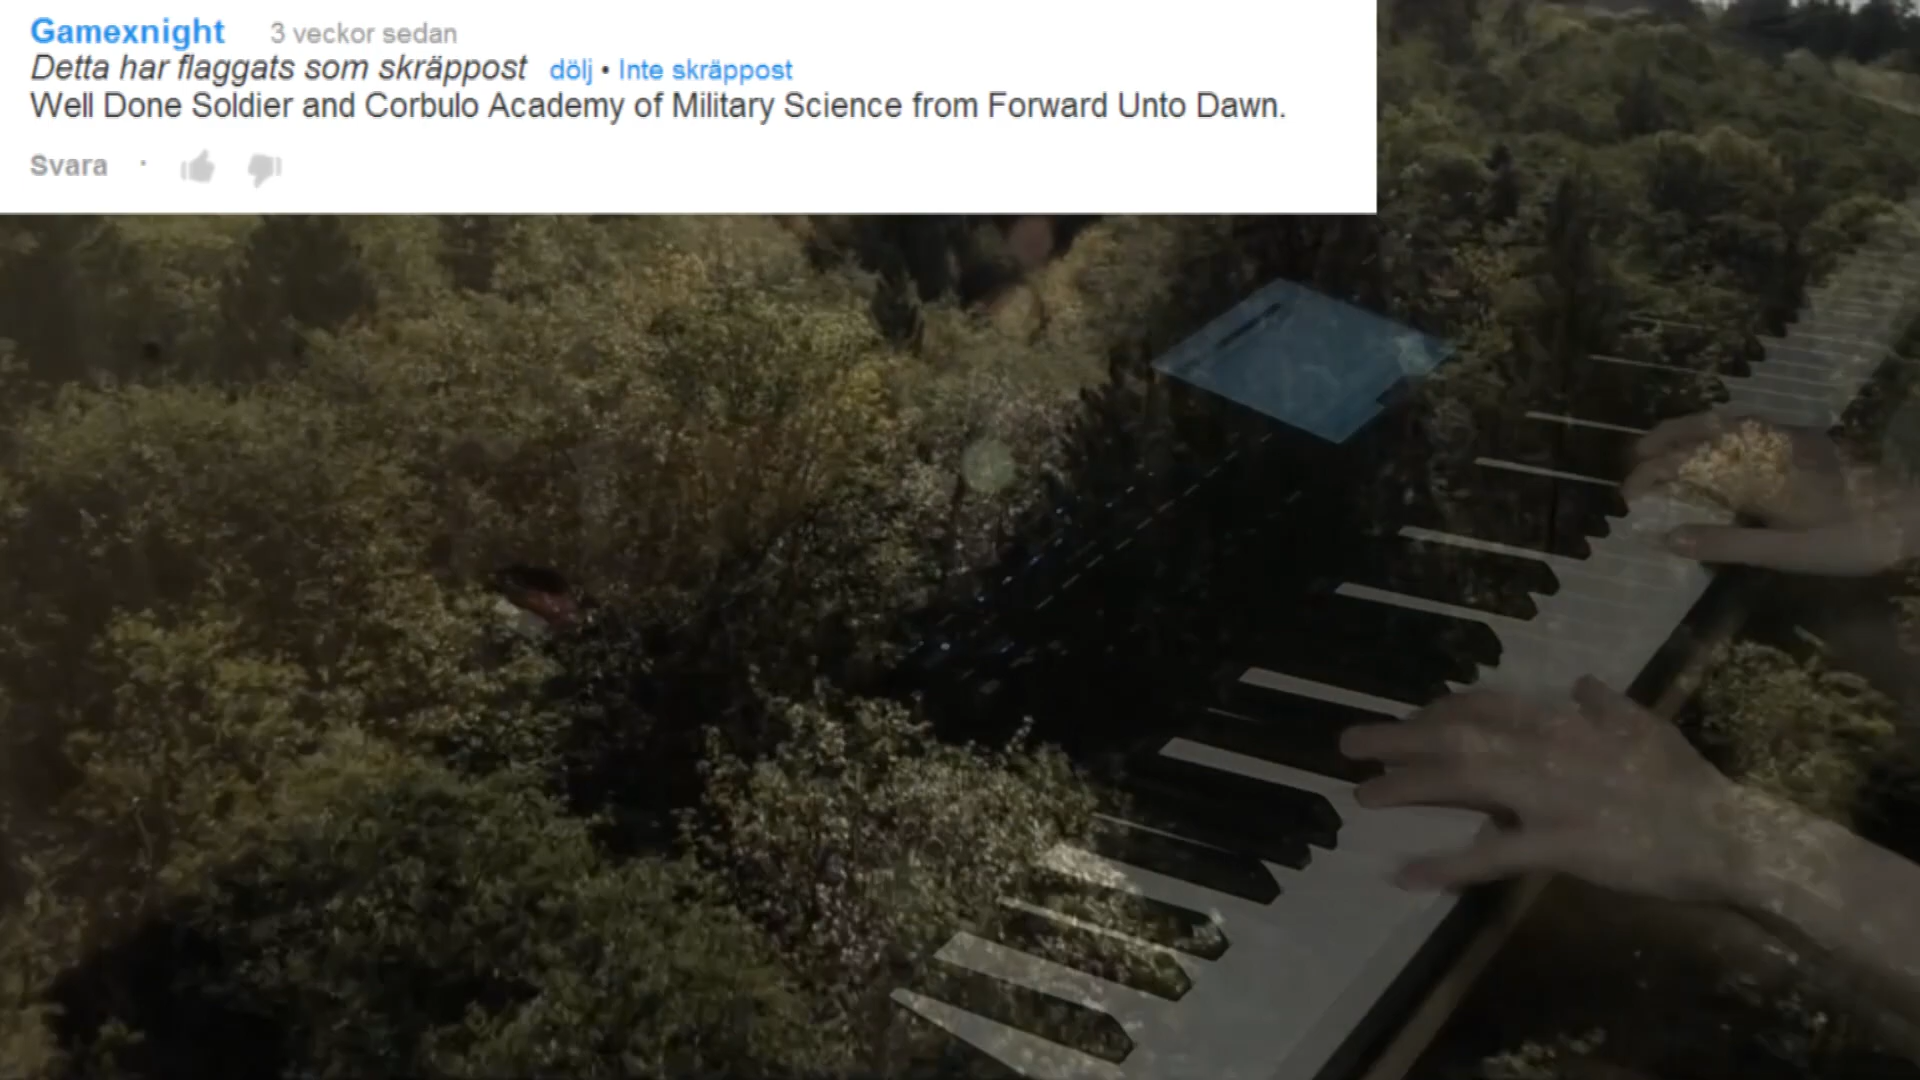 Gamexnight 3 veckor sedan
Detta har flaggats som skräppost dölj • Inte skräppost
Well Done Soldier and Corbulo Academy of Military Science from Forward Unto Dawn.
Svara ·